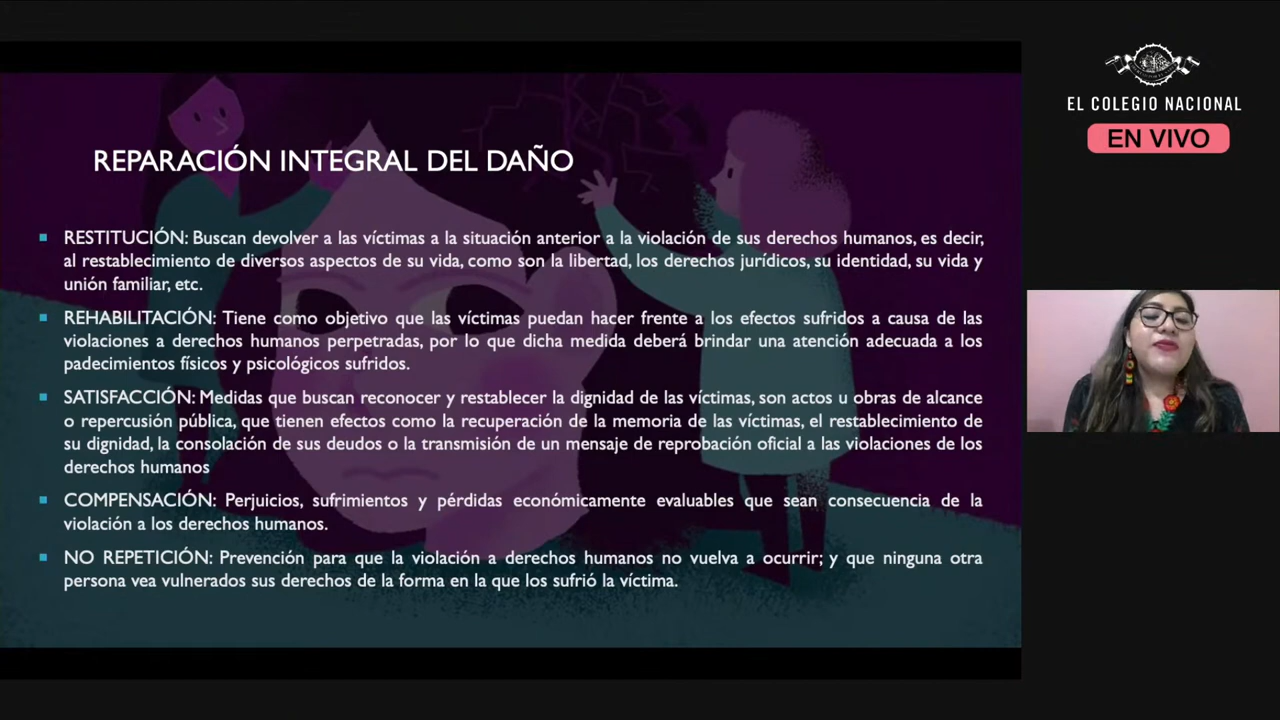 REPARACIÓN INTEGRAL DEL DAÑO
RESTITUCIÓN: Buscan devolver a las víctimas a la situación anterior a la violación de sus derechos humanos, es decir,
al restablecimiento de diversos aspectos de su vida, como son la libertad, los derechos jurídicos, su identidad, su vida y
unión familiar, etc.
REHABILITACIÓN: Tiene como objetivo que las víctimas puedan hacer frente a los efectos sufridos a causa de las
violaciones a derechos humanos perpetradas, por lo que dicha medida deberá brindar una atención adecuada a los
padecimientos físicos y psicológicos sufridos.
SATISFACCIÓN: Medidas que buscan reconocer y restablecer la dignidad de las víctimas, son actos u obras de alcance
o repercusión pública, que tienen efectos como la recuperación de la memoria de las víctimas, el restablecimiento de
su dignidad, la consolación de sus deudos o la transmisión de un mensaje de reprobación oficial a las violaciones de los
derechos humanos
COMPENSACIÓN: Perjuicios, sufrimientos y pérdidas económicamente evaluables que sean consecuencia de la
violación a los derechos humanos.
NO REPETICIÓN: Prevención para que la violación a derechos humanos no vuelva a ocurrir; y que ninguna otra
persona vea vulnerados sus derechos de la forma en la que los sufrió la víctima.
EL COLEGIO NACIONAL
EN VIVO